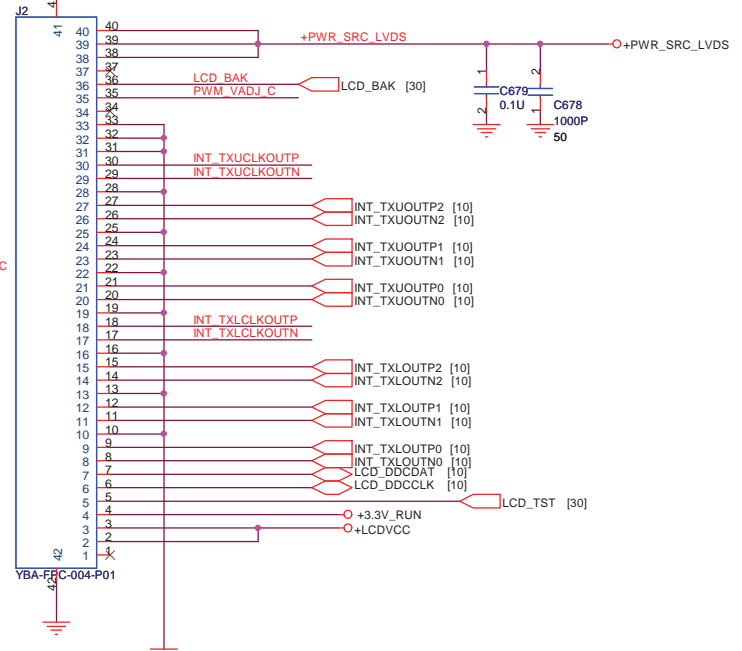 4
J2
41
40 40
39 39 +PWR_SRC_LVDS +PWR_SRC_LVDS
38 38
37 37
36 36 LCD_BAK LCD_BAK [30]
35 35 PWM_VADJ_C
34 34
33 33
32 32
31 31
30 30 INT_TXUCLKOUTP
29 29 INT_TXUCLKOUTN
28 28
27 27 INT_TXUOUTP2 [10]
26 26 INT_TXUOUTN2 [10]
25 25
24 24 INT_TXUOUTP1 [10]
23 23 INT_TXUOUTN1 [10]
22 22
21 21 INT_TXUOUTP0 [10]
20 20 INT_TXUOUTN0 [10]
19 19
18 18 INT_TXLCLKOUTP
17 17 INT_TXLCLKOUTN
16 16
15 15 INT_TXLOUTP2 [10]
14 14 INT_TXLOUTN2 [10]
13 13
12 12 INT_TXLOUTP1 [10]
11 11 INT_TXLOUTN1 [10]
10 10
9 9 INT_TXLOUTP0 [10]
8 8 INT_TXLOUTN0 [10]
7 7 LCD_DDCDAT [10]
6 6 LCD_DDCCLK [10]
5 5 LCD_TST [30]
4 4 +3.3V_RUN
3 3 +LCDVCC
2 2
1 1
42
YBA-FPC-004-P01
42
C
1 2
C679
0.1U
2 1
C678
1000P
50